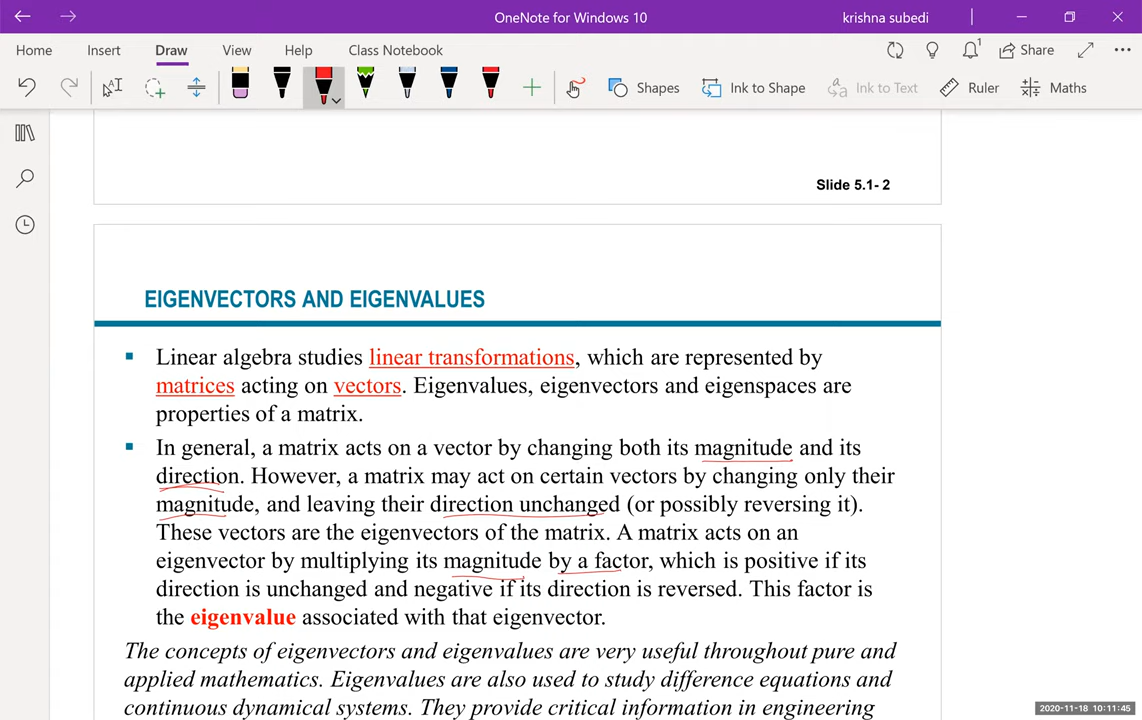 OneNote for Windows 10
krishna subedi
Home Insert Draw View Help Class Notebook
1 Share
Shapes Ink to Shape Ink to Text Ruler Maths
Slide 5.1- 2
EIGENVECTORS AND EIGENVALUES
Linear algebra studies linear transformations, which are represented by
matrices acting on vectors. Eigenvalues, eigenvectors and eigenspaces are
properties of a matrix.
In general, a matrix acts on a vector by changing both its magnitude and its
direction. However, a matrix may act on certain vectors by changing only their
magnitude, and leaving their direction unchanged (or possibly reversing it).
These vectors are the eigenvectors of the matrix. A matrix acts on an
eigenvector by multiplying its magnitude by a factor, which is positive if its
direction is unchanged and negative if its direction is reversed. This factor is
the eigenvalue associated with that eigenvector.
The concepts of eigenvectors and eigenvalues are very useful throughout pure and
applied mathematics. Eigenvalues are also used to study difference equations and
continuous dynamical systems. They provide critical information in engineering
2020-11-18 10:11:45